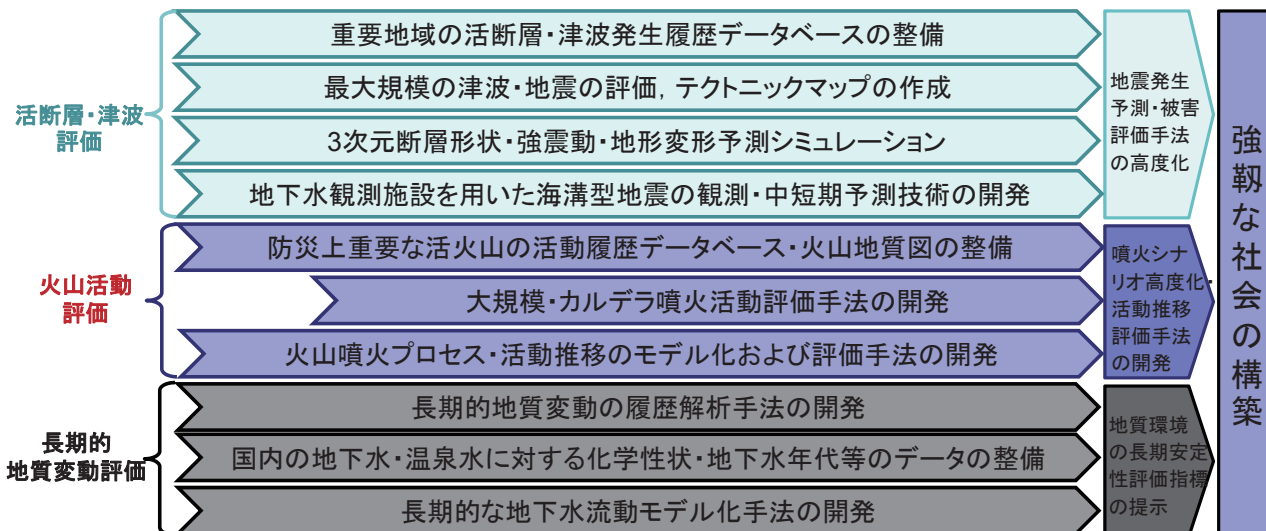 活断層・津波
評価
重要地域の活断層・津波発生履歴データベースの整備
最大規模の津波・地震の評価，テクトニックマップの作成
3次元断層形状・強震動・地形変形予測シミュレーション
地下水観測施設を用いた海溝型地震の観測・中短期予測技術の開発
地震発生
予測・被害
評価手法
の高度化
火山活動
評価
防災上重要な活火山の活動履歴データベース・火山地質図の整備
大規模・カルデラ噴火活動評価手法の開発
火山噴火プロセス・活動推移のモデル化および評価手法の開発
噴火シナ
リオ高度化・
活動推移
評価手法
の開発
長期的
地質変動評価
長期的地質変動の履歴解析手法の開発
国内の地下水・温泉水に対する化学性状・地下水年代等のデータの整備
長期的な地下水流動モデル化手法の開発
地質環境
の長期安定
性評価指標
の提示
強靭な社会の構築